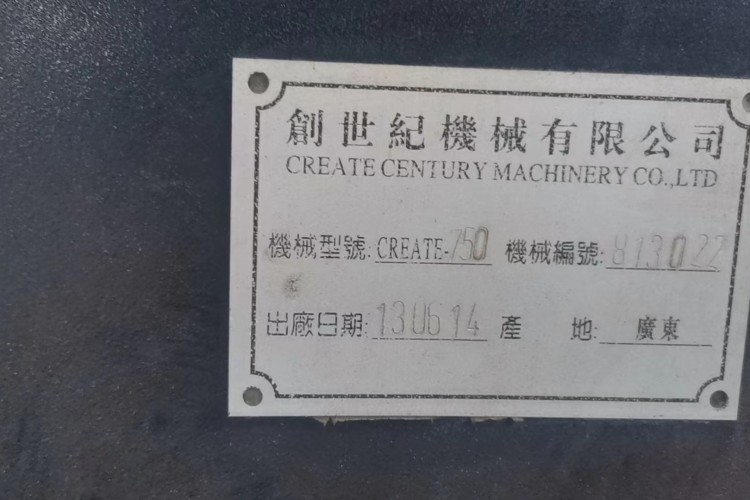 創世紀機械有限公司
CREATE CENTURY MACHINERY CO.,LTD
機械型號: CREATE-750 機械編號: 813022
出廠日期: 130614 產 地: 廣東